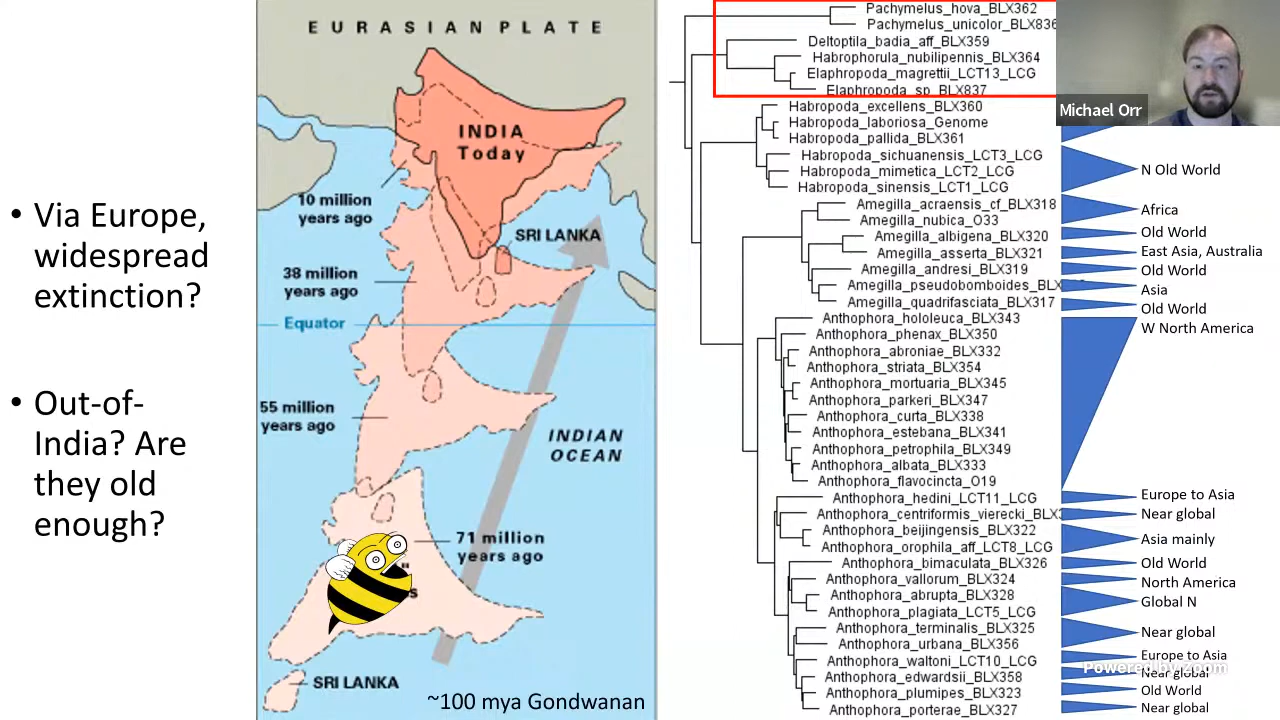 • Via Europe,
widespread
extinction?
• Out-of-
India? Are
they old
enough?
EURASIAN PLATE
INDIA
Today
10 million
years ago
SRI LANKA
38 million
years ago
Equator
55 million
years ago
INDIAN
OCEAN
71 million
years ago
SRI LANKA
~100 mya Gondwanan
Pachymelus_hova_BLX362
Pachymelus_unicolor_BLX836
Deltoptila_badia_aff_BLX359
Habrophorula_nubilipennis_BLX364
Elaphropoda_magrettii_LCT13_LCG
Elaphropoda_sp_BLX837
Habropoda_excellens_BLX360
Habropoda_laboriosa_Genome
Habropoda_pallida_BLX361
Habropoda_sichuanensis_LCT3_LCG
Habropoda_mimetica_LCT2_LCG
Habropoda_sinensis_LCT1_LCG
Amegilla_acraensis_cf_BLX318
Amegilla_nubica_O33
Amegilla_albigena_BLX320
Amegilla_asserta_BLX321
Amegilla_andresi_BLX319
Amegilla_pseudobomboides_BLX
Amegilla_quadrifasciata_BLX317
Anthophora_hololeuca_BLX343
Anthophora_phenax_BLX350
Anthophora_abroniae_BLX332
Anthophora_striata_BLX354
Anthophora_mortuaria_BLX345
Anthophora_parkeri_BLX347
Anthophora_curta_BLX338
Anthophora_estebana_BLX341
Anthophora_petrophila_BLX349
Anthophora_albata_BLX333
Anthophora_flavocincta_O19
Anthophora_hedini_LCT11_LCG
Anthophora_centriformis_vierecki_BLX3
Anthophora_beijingensis_BLX322
Anthophora_orophila_aff_LCT8_LCG
Anthophora_bimaculata_BLX326
Anthophora_vallorum_BLX324
Anthophora_abrupta_BLX328
Anthophora_plagiata_LCT5_LCG
Anthophora_terminalis_BLX325
Anthophora_urbana_BLX356
Anthophora_waltoni_LCT10_LCG
Anthophora_edwardsii_BLX358
Anthophora_plumipes_BLX323
Anthophora_porterae_BLX327
Michael Orr
N Old World
Africa
Old World
East Asia, Australia
Old World
Asia
Old World
W North America
Europe to Asia
Near global
Asia mainly
Old World
North America
Global N
Near global
Europe to Asia
Near global
Old World
Near global
Powered by Zoom